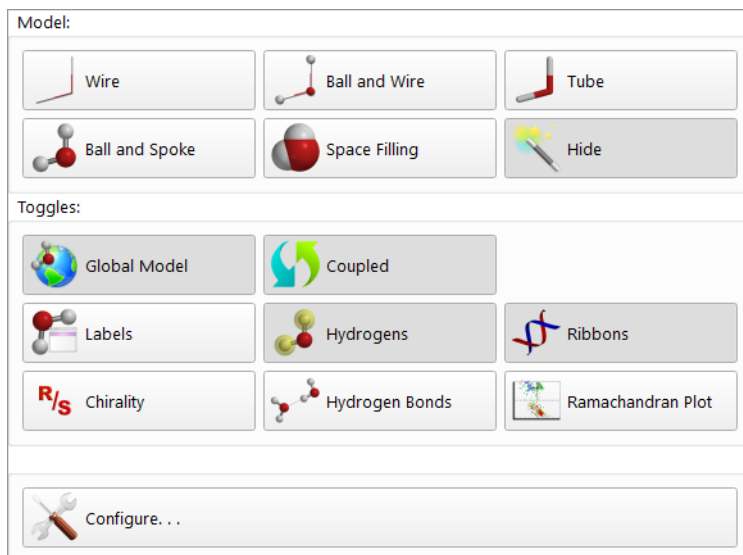 Model:
Wire Ball and Wire Tube
Ball and Spoke Space Filling Hide
Toggles:
Global Model Coupled
Labels Hydrogens Ribbons
R/S Chirality Hydrogen Bonds Ramachandran Plot
Configure. . .